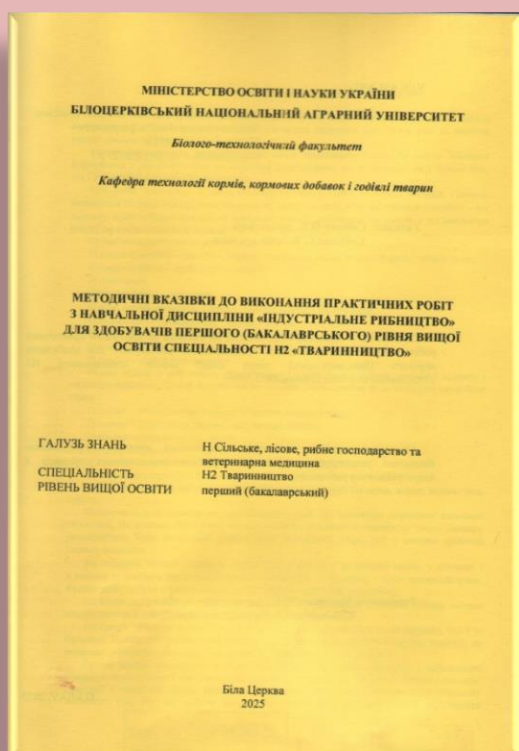 МІНІСТЕРСТВО ОСВІТИ І НАУКИ УКРАЇНИ
БІЛОЦЕРКІВСЬКИЙ НАЦІОНАЛЬНИЙ АГРАРНИЙ УНІВЕРСИТЕТ
Біолого-технологічний факультет
Кафедра технології кормів, кормових добавок і годівлі тварин
МЕТОДИЧНІ ВКАЗІВКИ ДО ВИКОНАННЯ ПРАКТИЧНИХ РОБІТ
З НАВЧАЛЬНОЇ ДИСЦИПЛІНИ «ІНДУСТРІАЛЬНЕ РИБНИЦТВО»
ДЛЯ ЗДОБУВАЧІВ ПЕРШОГО (БАКАЛАВРСЬКОГО) РІВНЯ ВИЩОЇ
ОСВІТИ СПЕЦІАЛЬНОСТІ Н2 «ТВАРИННИЦТВО»
ГАЛУЗЬ ЗНАНЬ Н Сільське, лісове, рибне господарство та
ветеринарна медицина
СПЕЦІАЛЬНІСТЬ Н2 Тваринництво
РІВЕНЬ ВИЩОЇ ОСВІТИ перший (бакалаврський)
Біла Церква
2025